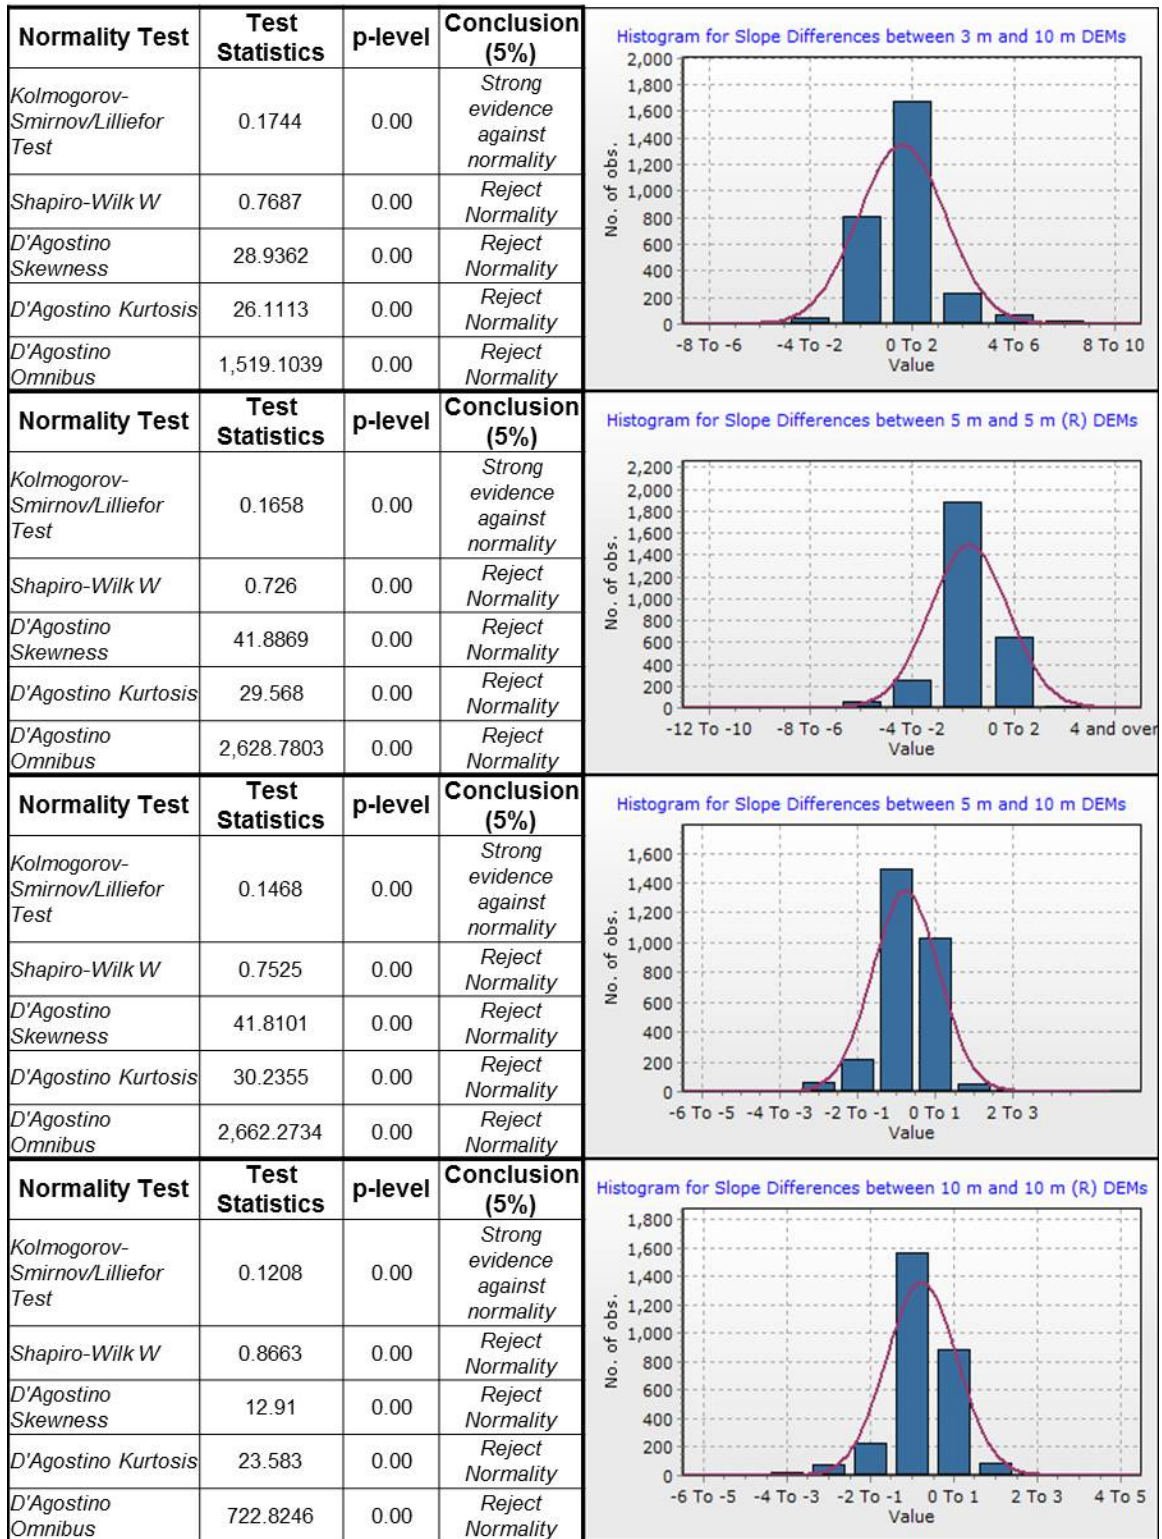 Normality Test Test Statistics p-level Conclusion (5%)
Kolmogorov-Smirnov/Lilliefor Test 0.1744 0.00 Strong evidence against normality
Shapiro-Wilk W 0.7687 0.00 Reject Normality
D'Agostino Skewness 28.9362 0.00 Reject Normality
D'Agostino Kurtosis 26.1113 0.00 Reject Normality
D'Agostino Omnibus 1,519.1039 0.00 Reject Normality
Histogram for Slope Differences between 3 m and 10 m DEMs
2,000
1,800
1,600
1,400
1,200
1,000
800
600
400
200
0
No. of obs.
-8 To -6 -4 To -2 0 To 2 4 To 6 8 To 10
Value
Normality Test Test Statistics p-level Conclusion (5%)
Kolmogorov-Smirnov/Lilliefor Test 0.1658 0.00 Strong evidence against normality
Shapiro-Wilk W 0.726 0.00 Reject Normality
D'Agostino Skewness 41.8869 0.00 Reject Normality
D'Agostino Kurtosis 29.568 0.00 Reject Normality
D'Agostino Omnibus 2,628.7803 0.00 Reject Normality
Histogram for Slope Differences between 5 m and 5 m (R) DEMs
2,200
2,000
1,800
1,600
1,400
1,200
1,000
800
600
400
200
0
No. of obs.
-12 To -10 -8 To -6 -4 To -2 0 To 2 4 and over
Value
Normality Test Test Statistics p-level Conclusion (5%)
Kolmogorov-Smirnov/Lilliefor Test 0.1468 0.00 Strong evidence against normality
Shapiro-Wilk W 0.7525 0.00 Reject Normality
D'Agostino Skewness 41.8101 0.00 Reject Normality
D'Agostino Kurtosis 30.2355 0.00 Reject Normality
D'Agostino Omnibus 2,662.2734 0.00 Reject Normality
Histogram for Slope Differences between 5 m and 10 m DEMs
1,600
1,400
1,200
1,000
800
600
400
200
0
No. of obs.
-6 To -5 -4 To -3 -2 To -1 0 To 1 2 To 3
Value
Normality Test Test Statistics p-level Conclusion (5%)
Kolmogorov-Smirnov/Lilliefor Test 0.1208 0.00 Strong evidence against normality
Shapiro-Wilk W 0.8663 0.00 Reject Normality
D'Agostino Skewness 12.91 0.00 Reject Normality
D'Agostino Kurtosis 23.583 0.00 Reject Normality
D'Agostino Omnibus 722.8246 0.00 Reject Normality
Histogram for Slope Differences between 10 m and 10 m (R) DEMs
1,800
1,600
1,400
1,200
1,000
800
600
400
200
0
No. of obs.
-6 To -5 -4 To -3 -2 To -1 0 To 1 2 To 3 4 To 5
Value